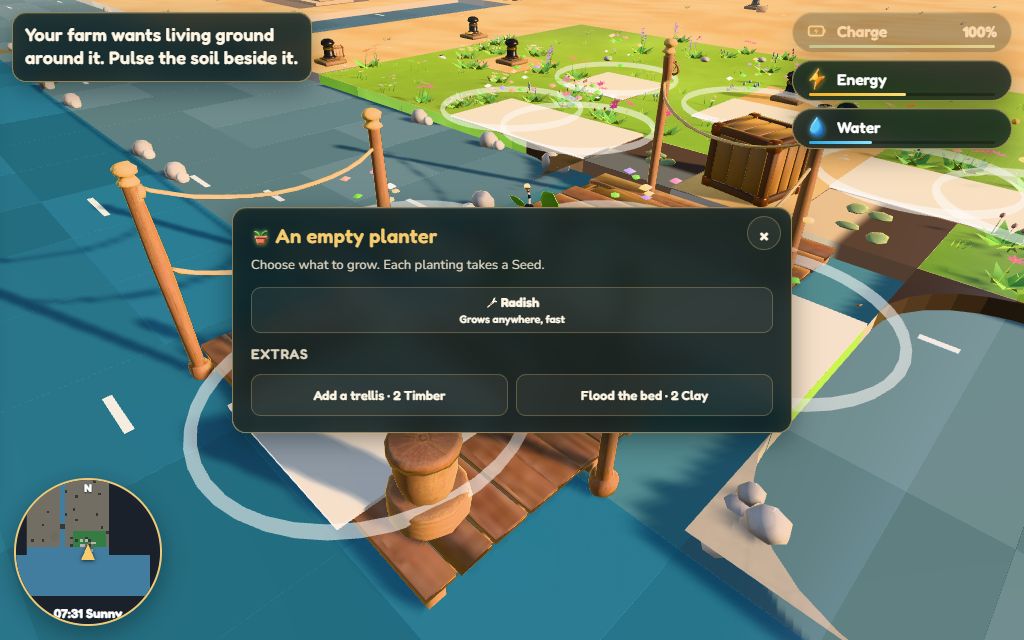 Your farm wants living ground
around it. Pulse the soil beside it.
Charge 100%
Energy
Water
An empty planter
Choose what to grow. Each planting takes a Seed.
Radish
Grows anywhere, fast
EXTRAS
Add a trellis · 2 Timber
Flood the bed · 2 Clay
N
07:31 Sunny